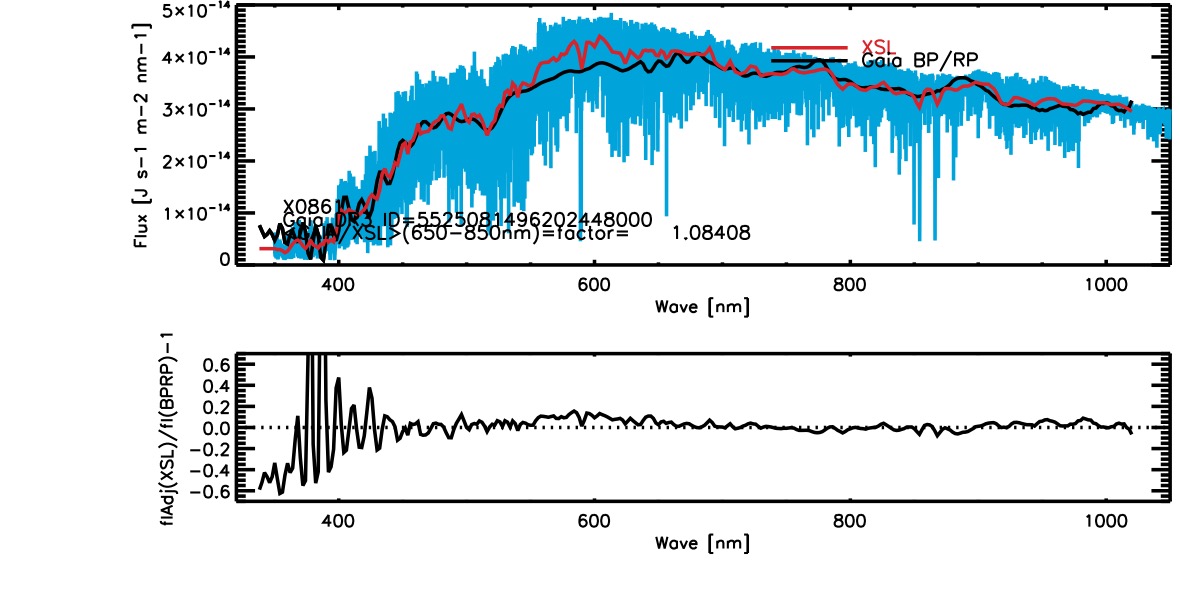 5×10−14
4×10−14
3×10−14
2×10−14
1×10−14
0
Flux [J s−1 m−2 nm−1]
XSL
Gaia BP/RP
X0861
Gaia DR3 ID=5525081496202448000
/XSL>(650−850nm)=factor= 1.08408
400 600 800 1000
Wave [nm]
0.6
0.4
0.2
0.0
−0.2
−0.4
−0.6
flAdj(XSL)/fl(BPRP)−1
400 600 800 1000
Wave [nm]